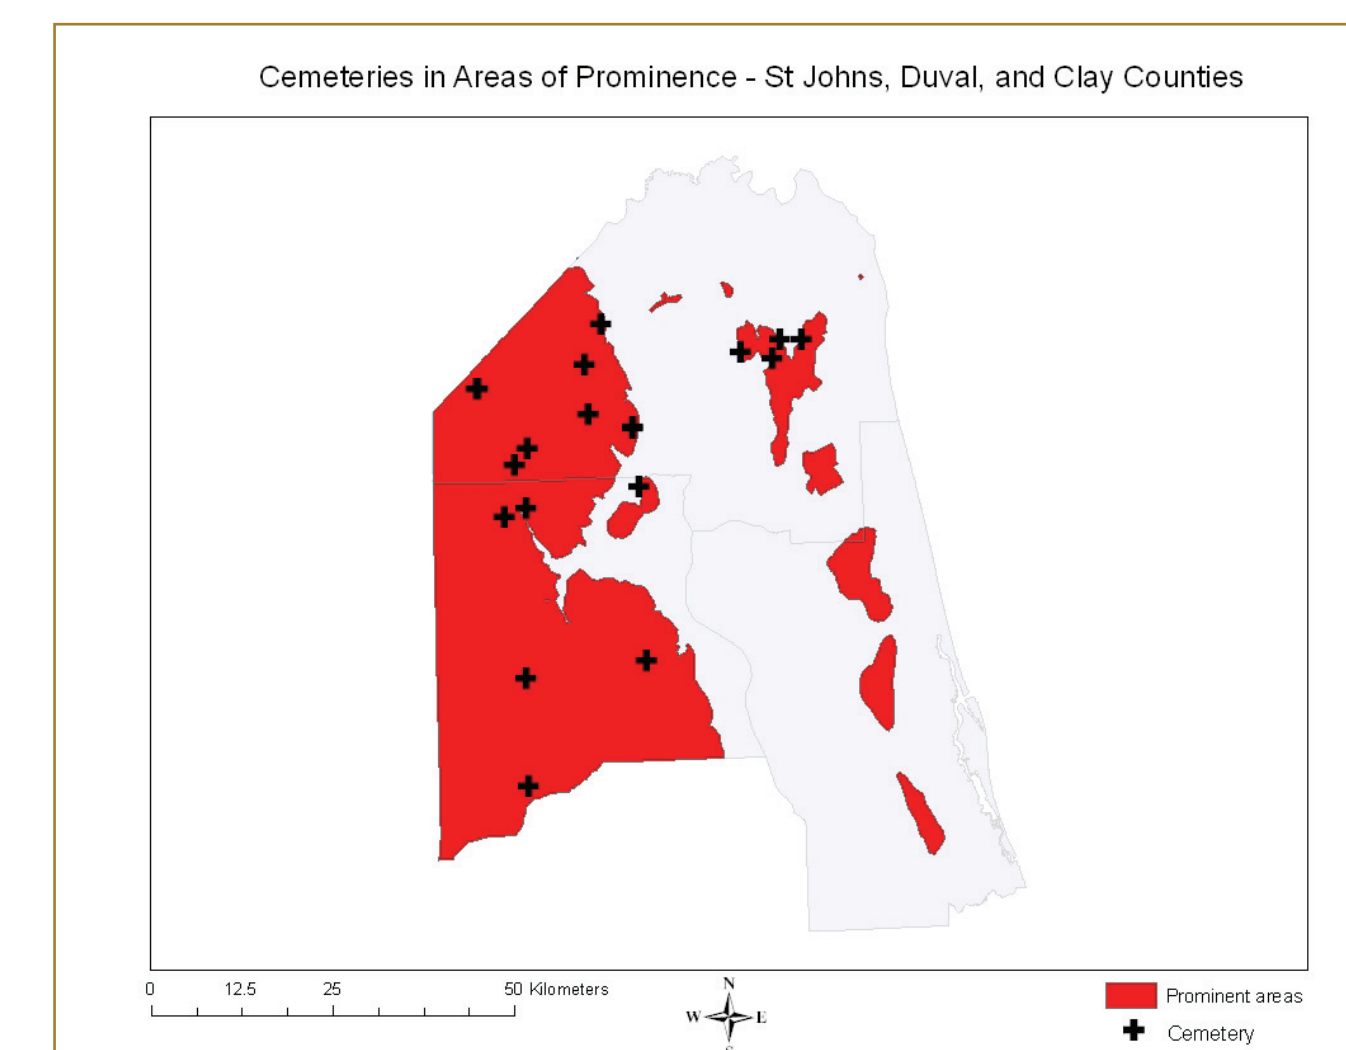 Cemeteries in Areas of Prominence - St Johns, Duval, and Clay Counties
0 12.5 25 50 Kilometers
N
W E
S
Prominent areas
Cemetery